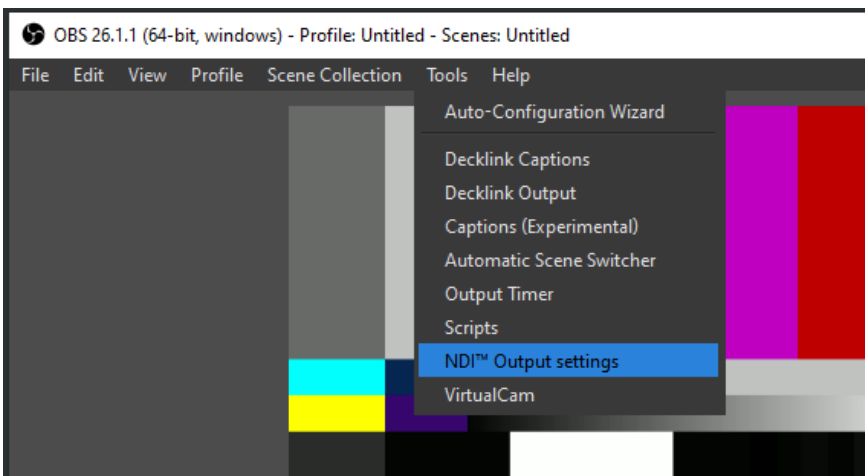 OBS 26.1.1 (64-bit, windows) - Profile: Untitled - Scenes: Untitled
File Edit View Profile Scene Collection Tools Help
Auto-Configuration Wizard
Decklink Captions
Decklink Output
Captions (Experimental)
Automatic Scene Switcher
Output Timer
Scripts
NDI™ Output settings
VirtualCam